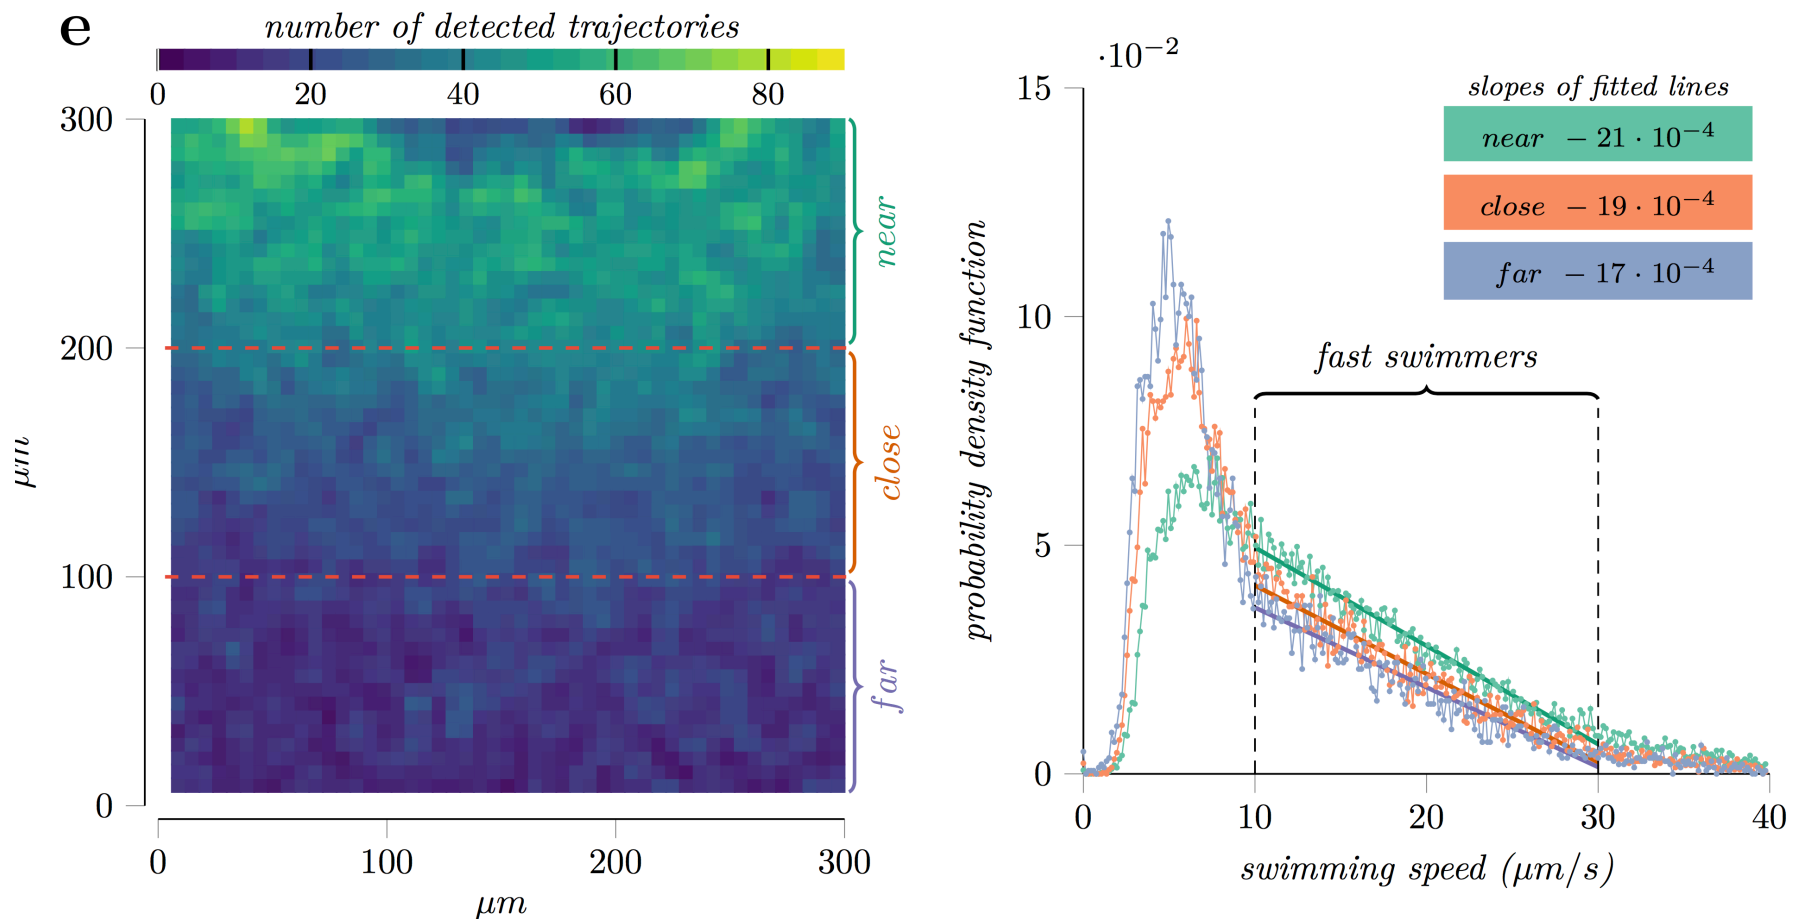 e
number of detected trajectories
0 20 40 60 80
300
200
100
0
μm
near
close
far
0 100 200 300
μm
·10⁻²
15
10
5
0
probability density function
slopes of fitted lines
near − 21 · 10⁻⁴
close − 19 · 10⁻⁴
far − 17 · 10⁻⁴
fast swimmers
0 10 20 30 40
swimming speed (μm/s)